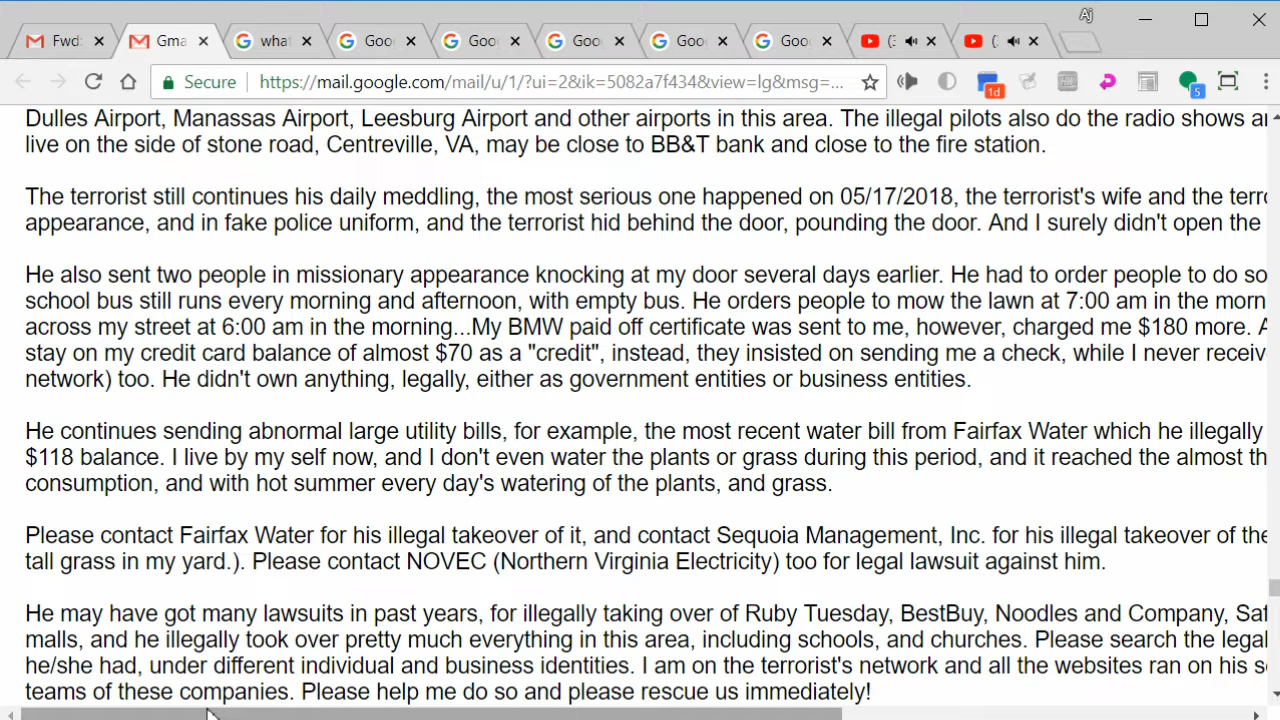 Fwd:
Gma
what
Goo
Goo
Goo
Goo
Goo
Secure
https://mail.google.com/mail/u/1/?ui=2&ik=5082a7f434&view=lg&msg=...
1d
5
Dulles Airport, Manassas Airport, Leesburg Airport and other airports in this area. The illegal pilots also do the radio shows
live on the side of stone road, Centreville, VA, may be close to BB&T bank and close to the fire station.
The terrorist still continues his daily meddling, the most serious one happened on 05/17/2018, the terrorist's wife and the
appearance, and in fake police uniform, and the terrorist hid behind the door, pounding the door. And I surely didn't open the
He also sent two people in missionary appearance knocking at my door several days earlier. He had to order people to do so
school bus still runs every morning and afternoon, with empty bus. He orders people to mow the lawn at 7:00 am in the morn
across my street at 6:00 am in the morning...My BMW paid off certificate was sent to me, however, charged me $180 more.
stay on my credit card balance of almost $70 as a "credit", instead, they insisted on sending me a check, while I never receiv
network) too. He didn't own anything, legally, either as government entities or business entities.
He continues sending abnormal large utility bills, for example, the most recent water bill from Fairfax Water which he illegally
$118 balance. I live by my self now, and I don't even water the plants or grass during this period, and it reached the almost th
consumption, and with hot summer every day's watering of the plants, and grass.
Please contact Fairfax Water for his illegal takeover of it, and contact Sequoia Management, Inc. for his illegal takeover of the
tall grass in my yard.). Please contact NOVEC (Northern Virginia Electricity) too for legal lawsuit against him.
He may have got many lawsuits in past years, for illegally taking over of Ruby Tuesday, BestBuy, Noodles and Company, Saf
malls, and he illegally took over pretty much everything in this area, including schools, and churches. Please search the legal
he/she had, under different individual and business identities. I am on the terrorist's network and all the websites ran on his
teams of these companies. Please help me do so and please rescue us immediately!